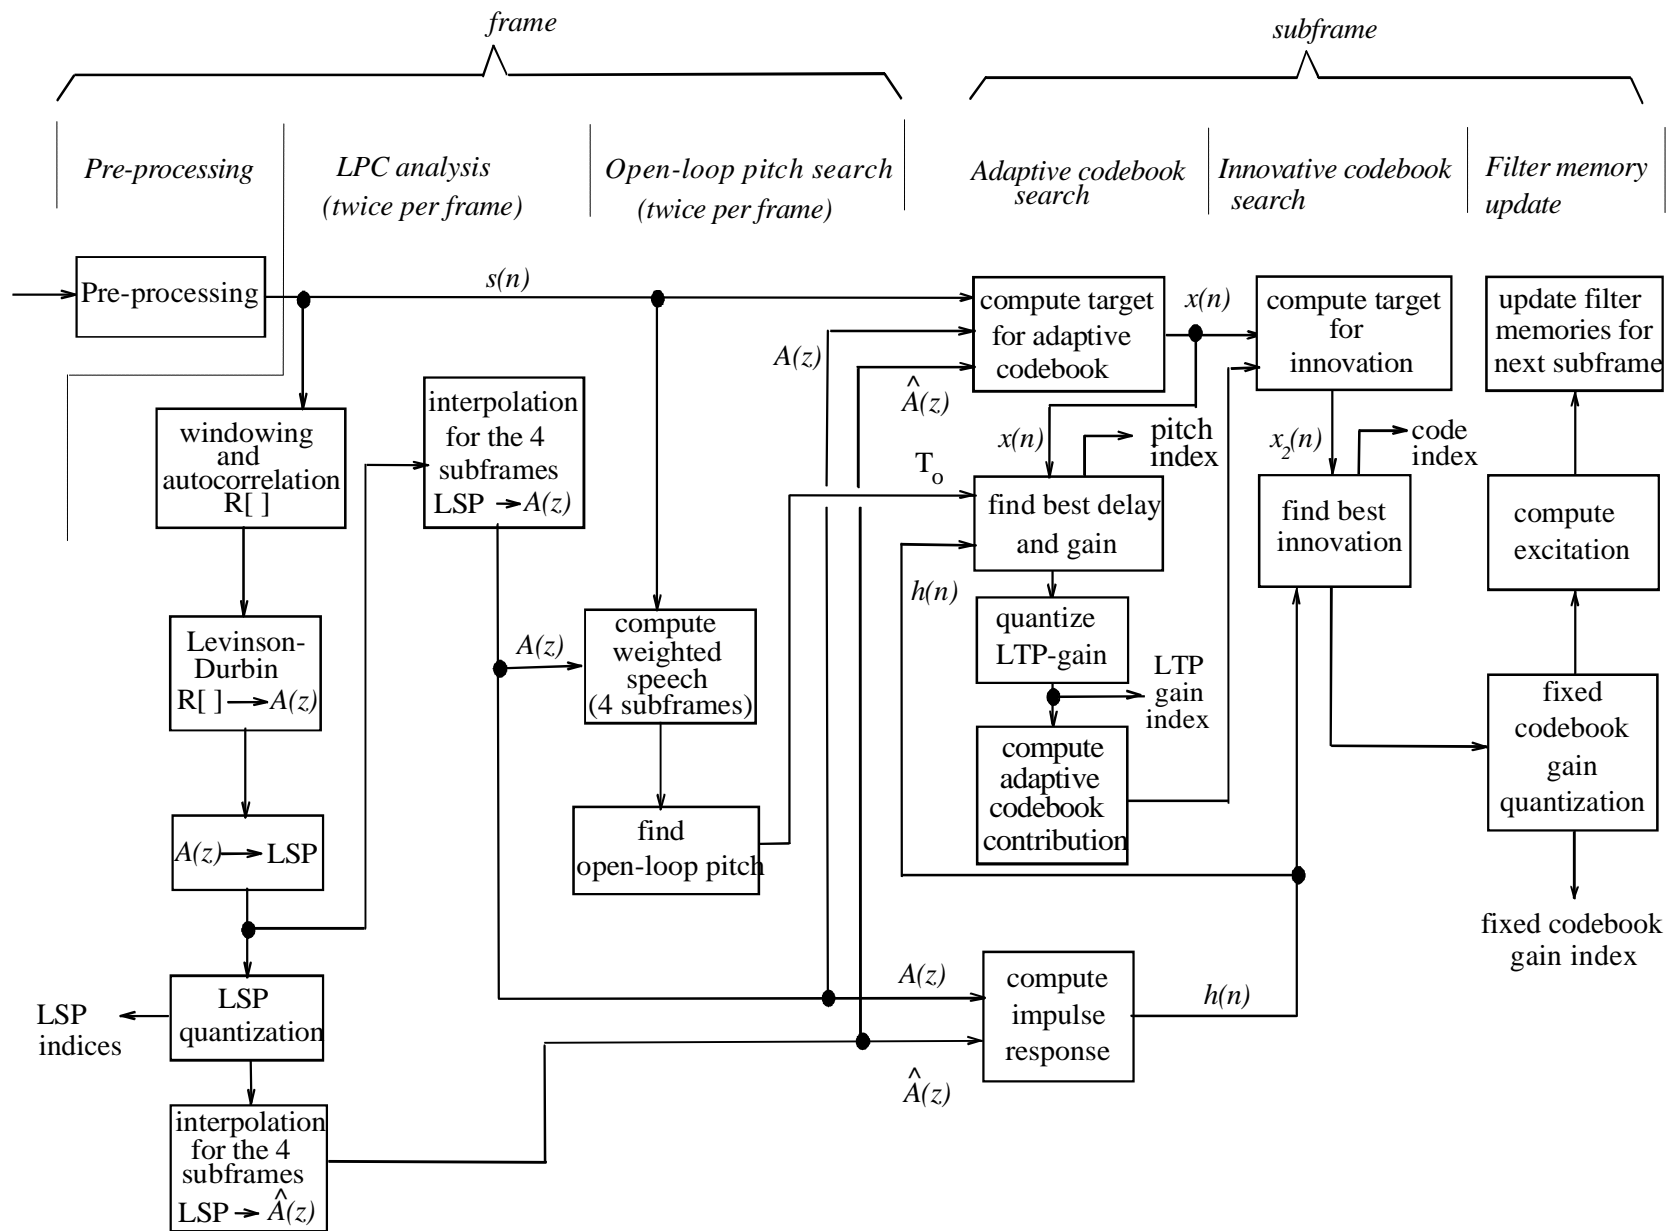 frame
subframe
Pre-processing
LPC analysis
(twice per frame)
Open-loop pitch search
(twice per frame)
Adaptive codebook
search
Innovative codebook
search
Filter memory
update
Pre-processing
s(n)
windowing
and
autocorrelation
R[ ]
Levinson-
Durbin
R[ ] → A(z)
A(z) → LSP
LSP
quantization
LSP
indices
interpolation
for the 4
subframes
LSP → Â(z)
interpolation
for the 4
subframes
LSP → A(z)
A(z)
compute
weighted
speech
(4 subframes)
find
open-loop pitch
T₀
A(z)
Â(z)
compute target
for adaptive
codebook
x(n)
x(n)
pitch
index
find best delay
and gain
h(n)
quantize
LTP-gain
LTP
gain
index
compute
adaptive
codebook
contribution
A(z)
Â(z)
compute
impulse
response
h(n)
compute target
for
innovation
x₂(n)
code
index
find best
innovation
update filter
memories for
next subframe
compute
excitation
fixed
codebook
gain
quantization
fixed codebook
gain index